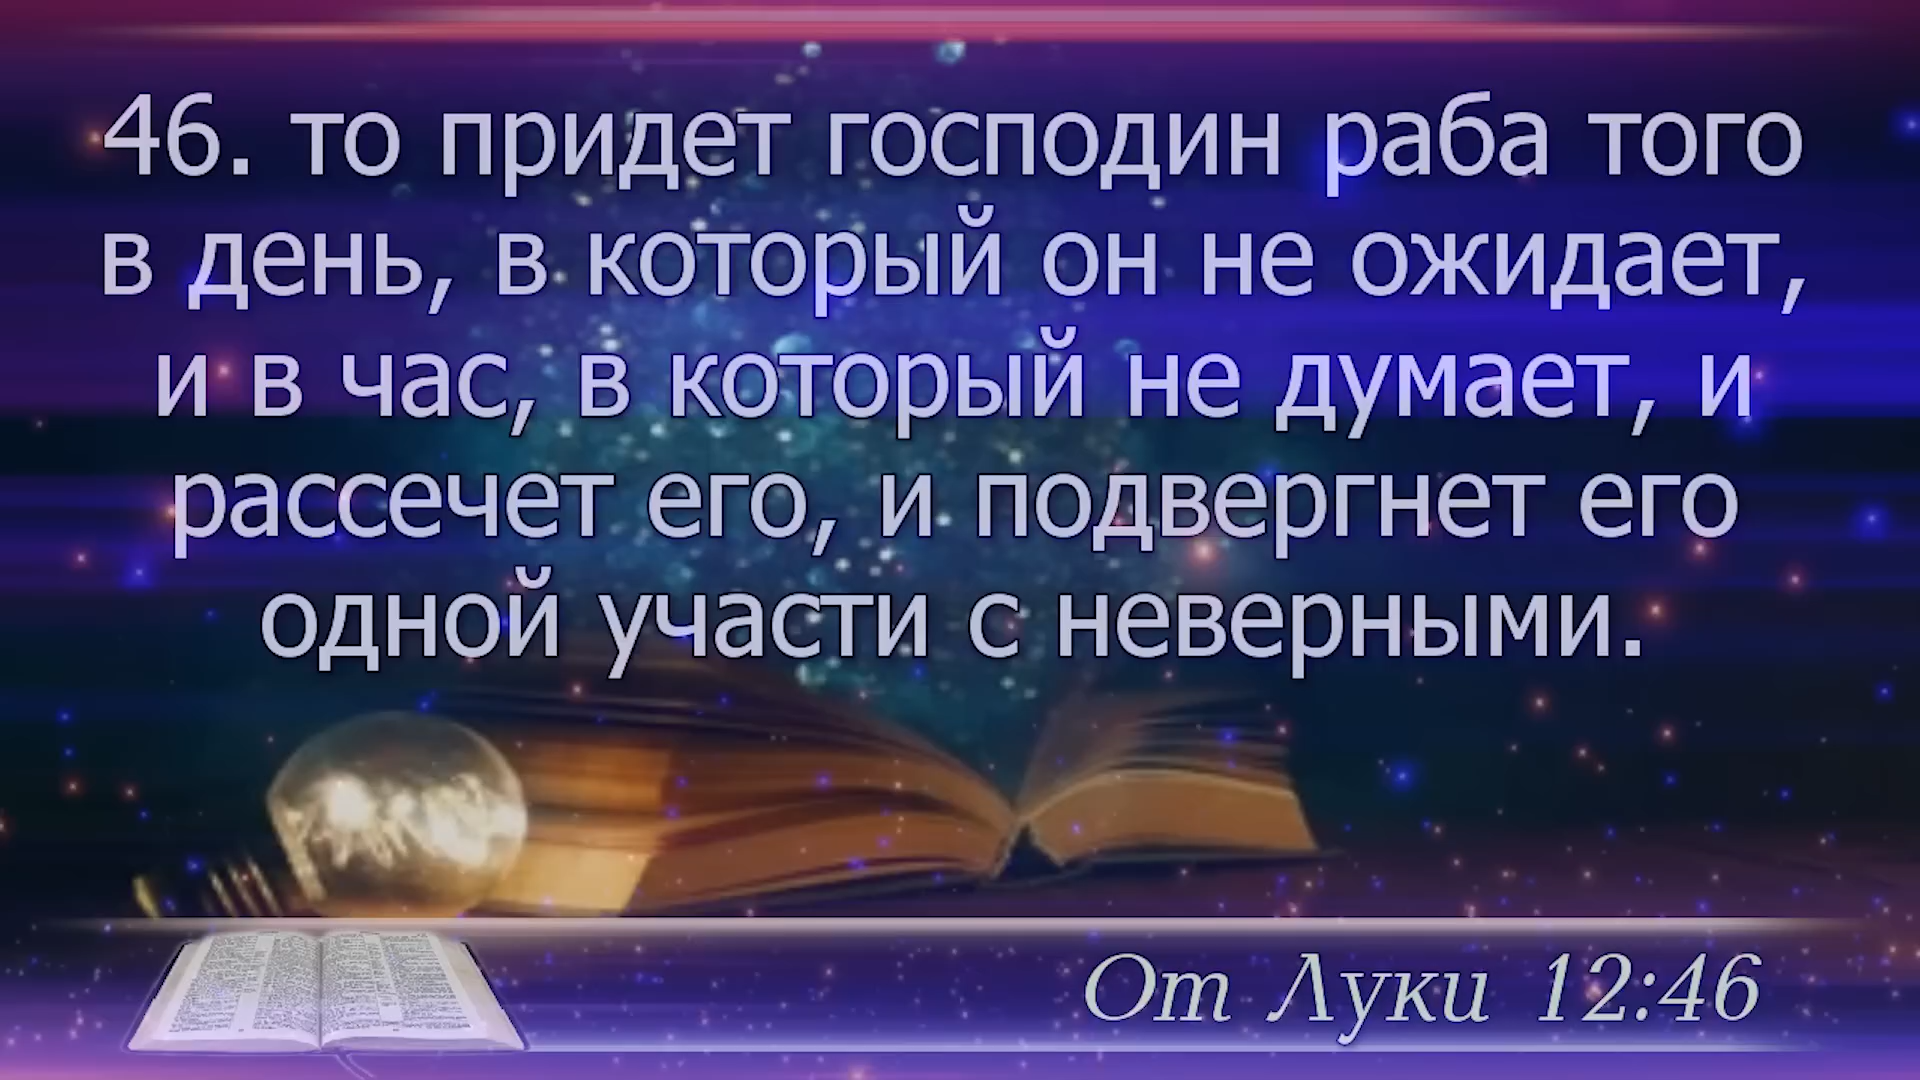 46. то придет господин раба того
в день, в который он не ожидает,
и в час, в который не думает, и
рассечет его, и подвергнет его
одной участи с неверными.
От Луки 12:46